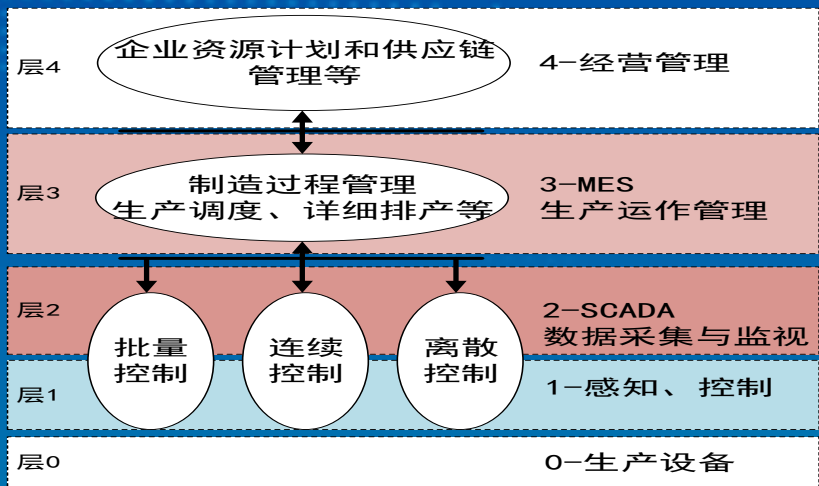 层4
企业资源计划和供应链
管理等
4-经营管理
层3
制造过程管理
生产调度、详细排产等
3-MES
生产运作管理
层2
2-SCADA
数据采集与监视
批量
控制
连续
控制
离散
控制
层1
1-感知、控制
层0
0-生产设备